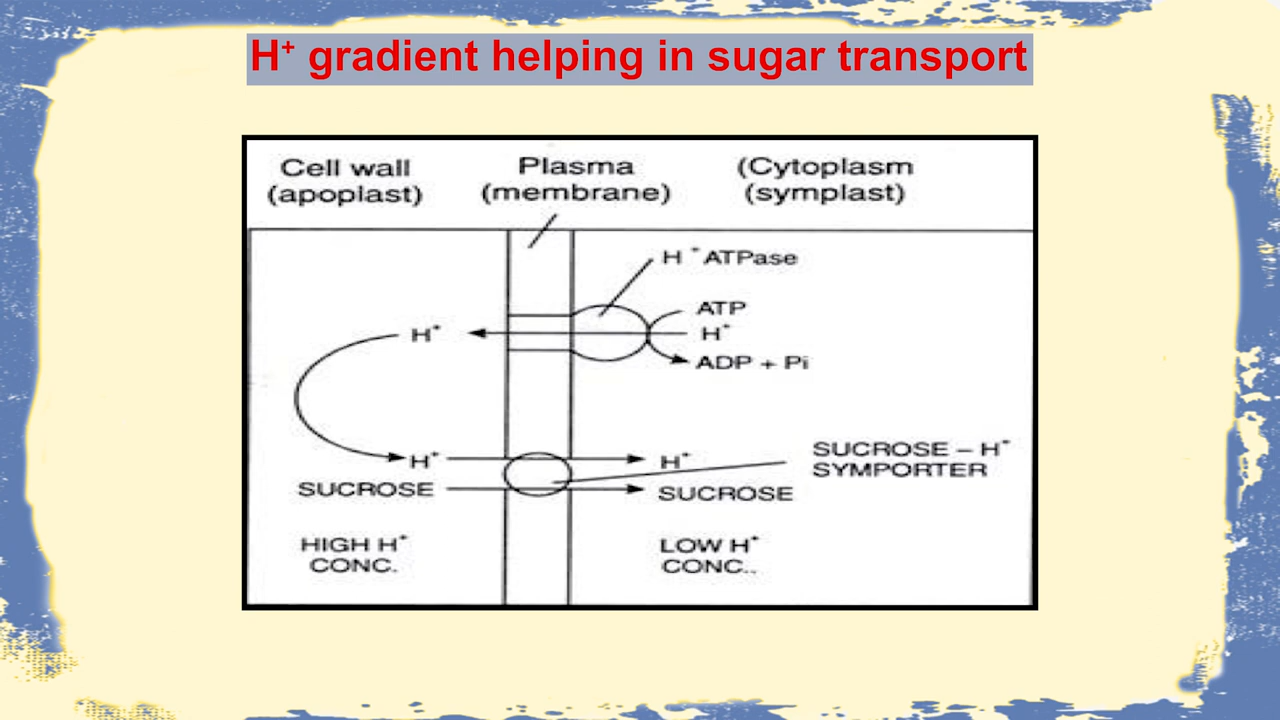 H⁺ gradient helping in sugar transport
Cell wall
(apoplast)
Plasma
(membrane)
(Cytoplasm
(symplast)
H⁺ATPase
ATP
H⁺
H⁺
ADP + Pi
H⁺
H⁺
SUCROSE – H⁺
SYMPORTER
SUCROSE
SUCROSE
HIGH H⁺
CONC.
LOW H⁺
CONC..